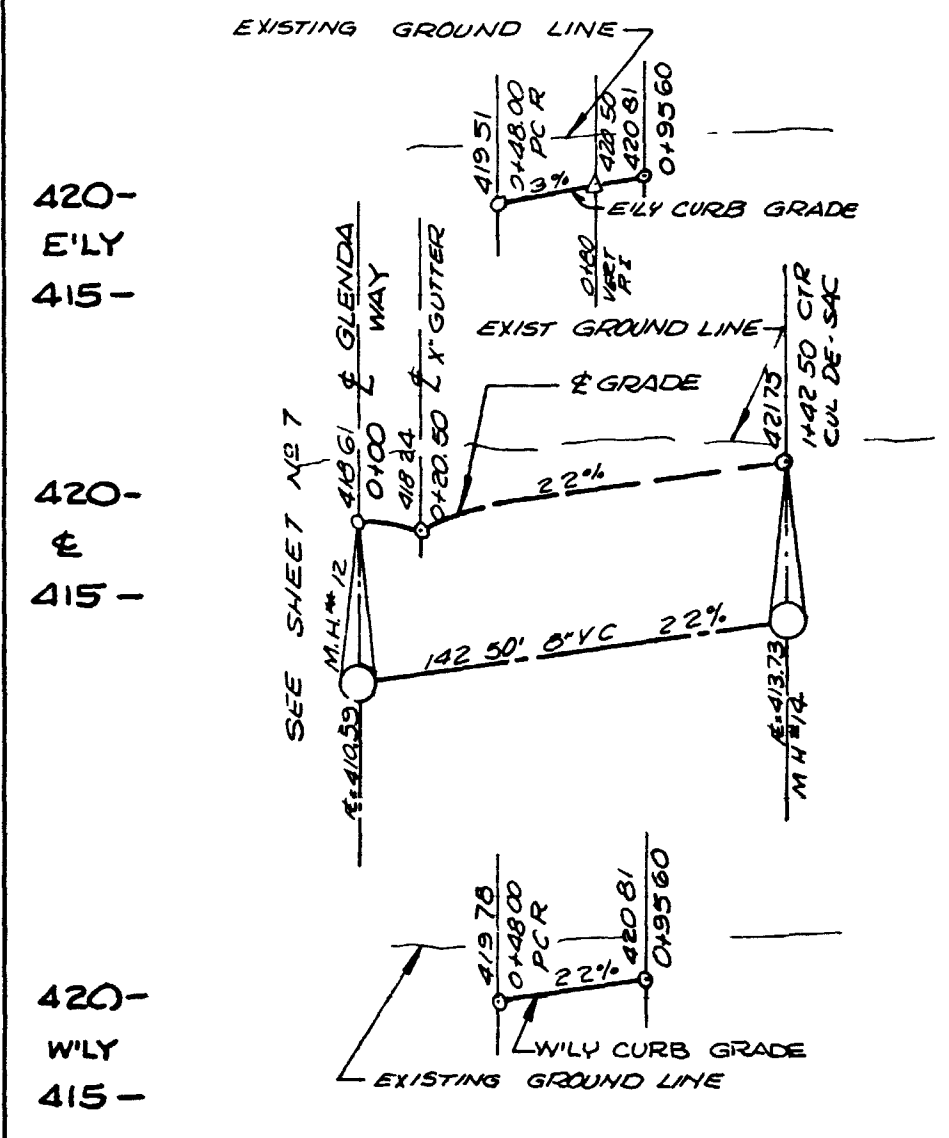 EXISTING GROUND LINE
419 51
0+48.00
PC R
420 50
420 81
0+95 60
3%
E'LY CURB GRADE
0+80
VERT
P I
420-
E'LY
415-
418 61 ℄ GLENDA
0+00 WAY
418 24
0+20.50 ℄ X" GUTTER
EXIST GROUND LINE
℄ GRADE
421 75
1+42 50 CTR
CUL DE-SAC
SEE SHEET Nº 7
2 2%
420-
℄
415-
M.H.# 12
142 50' 8" V C 2 2%
=410.59
=413.73
M H #14
419 78
0+48 00
PC R
420 81
0+95 60
2 2%
420-
W'LY
415-
W'LY CURB GRADE
EXISTING GROUND LINE